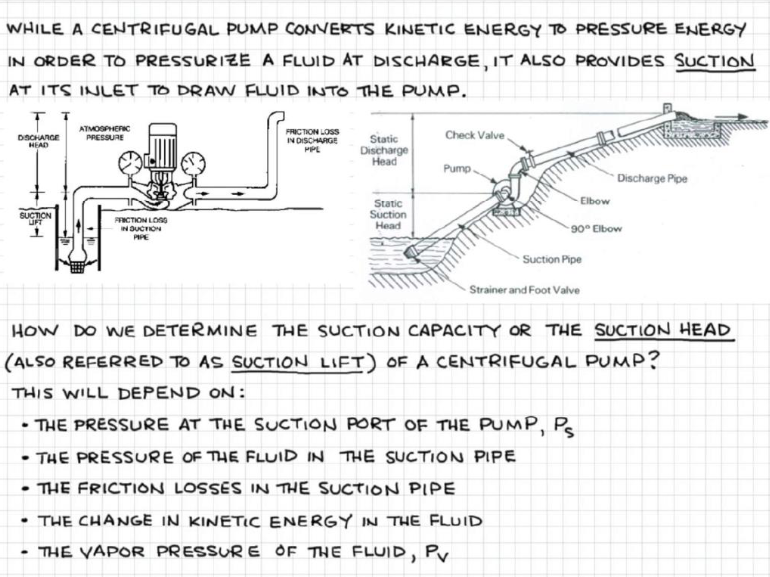 WHILE A CENTRIFUGAL PUMP CONVERTS KINETIC ENERGY TO PRESSURE ENERGY
IN ORDER TO PRESSURIZE A FLUID AT DISCHARGE, IT ALSO PROVIDES SUCTION
AT ITS INLET TO DRAW FLUID INTO THE PUMP.
DISCHARGE
HEAD
ATMOSPHERIC
PRESSURE
FRICTION LOSS
IN DISCHARGE
PIPE
SUCTION
LIFT
FRICTION LOSS
IN SUCTION
PIPE
Static
Discharge
Head
Check Valve
Pump
Discharge Pipe
Elbow
Static
Suction
Head
90° Elbow
Suction Pipe
Strainer and Foot Valve
HOW DO WE DETERMINE THE SUCTION CAPACITY OR THE SUCTION HEAD
(ALSO REFERRED TO AS SUCTION LIFT) OF A CENTRIFUGAL PUMP?
THIS WILL DEPEND ON:
• THE PRESSURE AT THE SUCTION PORT OF THE PUMP, Ps
• THE PRESSURE OF THE FLUID IN THE SUCTION PIPE
• THE FRICTION LOSSES IN THE SUCTION PIPE
• THE CHANGE IN KINETIC ENERGY IN THE FLUID
• THE VAPOR PRESSURE OF THE FLUID, Pv